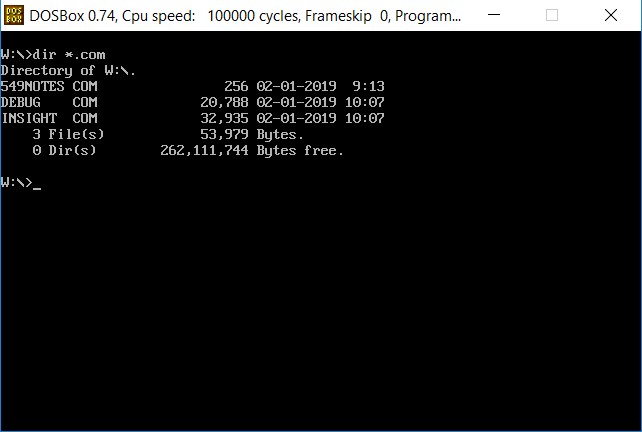 DOS
BOX
DOSBox 0.74, Cpu speed:   100000 cycles, Frameskip  0, Program...
W:\>dir *.com
Directory of W:\.
549NOTES COM                256 02-01-2019  9:13
DEBUG    COM             20,788 02-01-2019 10:07
INSIGHT  COM             32,935 02-01-2019 10:07
    3 File(s)             53,979 Bytes.
    0 Dir(s)        262,111,744 Bytes free.
W:\>_